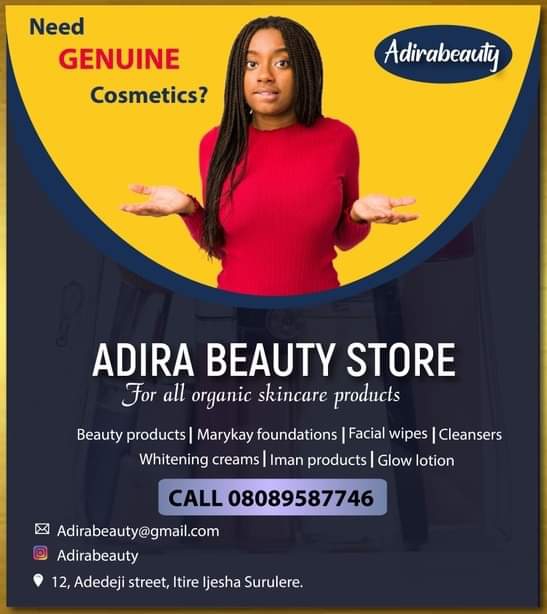 Need
GENUINE
Cosmetics?
Adirabeauty
ADIRA BEAUTY STORE
For all organic skincare products
Beauty products | Marykay foundations | Facial wipes | Cleansers
Whitening creams | Iman products | Glow lotion
CALL 08089587746
Adirabeauty@gmail.com
Adirabeauty
12, Adedeji street, Itire Ijesha Surulere.